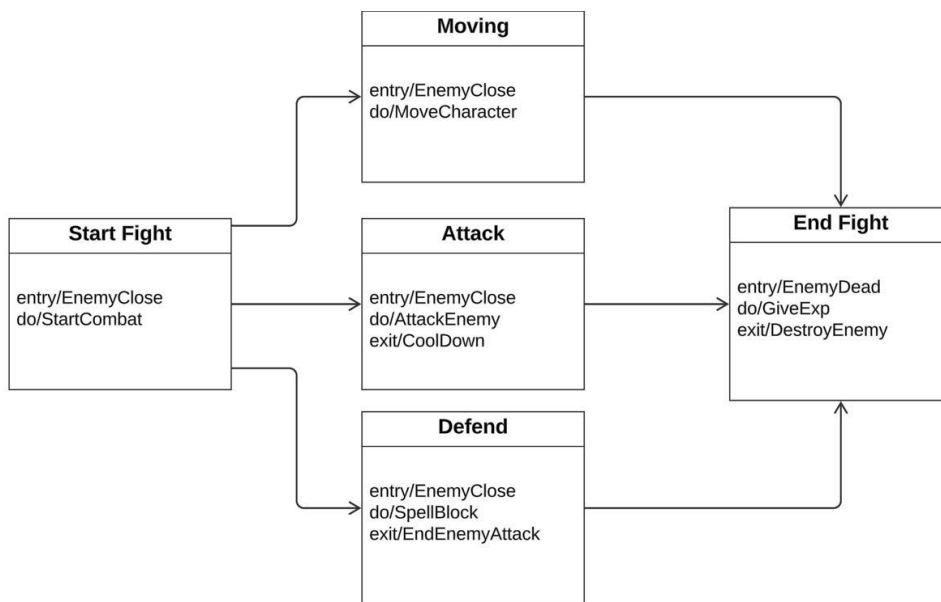 Moving
entry/EnemyClose
do/MoveCharacter
Start Fight
entry/EnemyClose
do/StartCombat
Attack
entry/EnemyClose
do/AttackEnemy
exit/CoolDown
End Fight
entry/EnemyDead
do/GiveExp
exit/DestroyEnemy
Defend
entry/EnemyClose
do/SpellBlock
exit/EndEnemyAttack